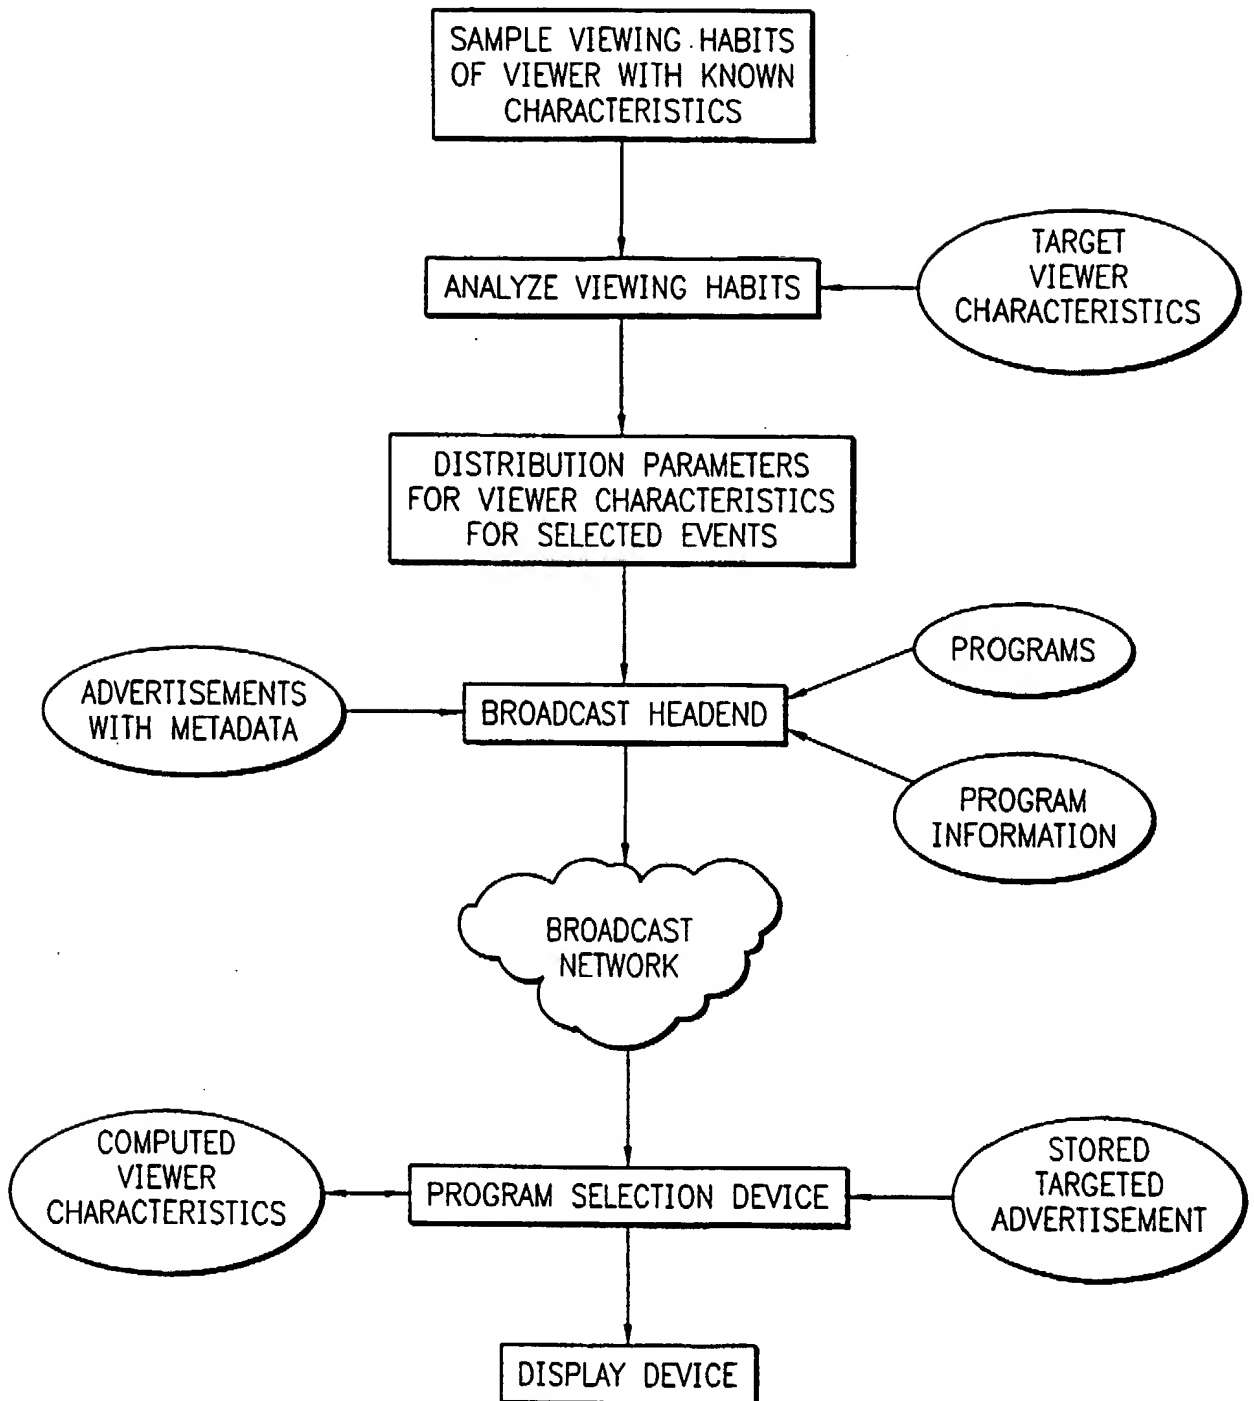 SAMPLE VIEWING HABITS
OF VIEWER WITH KNOWN
CHARACTERISTICS
TARGET
VIEWER
CHARACTERISTICS
ANALYZE VIEWING HABITS
DISTRIBUTION PARAMETERS
FOR VIEWER CHARACTERISTICS
FOR SELECTED EVENTS
PROGRAMS
ADVERTISEMENTS
WITH METADATA
BROADCAST HEADEND
PROGRAM
INFORMATION
BROADCAST
NETWORK
COMPUTED
VIEWER
CHARACTERISTICS
PROGRAM SELECTION DEVICE
STORED
TARGETED
ADVERTISEMENT
DISPLAY DEVICE